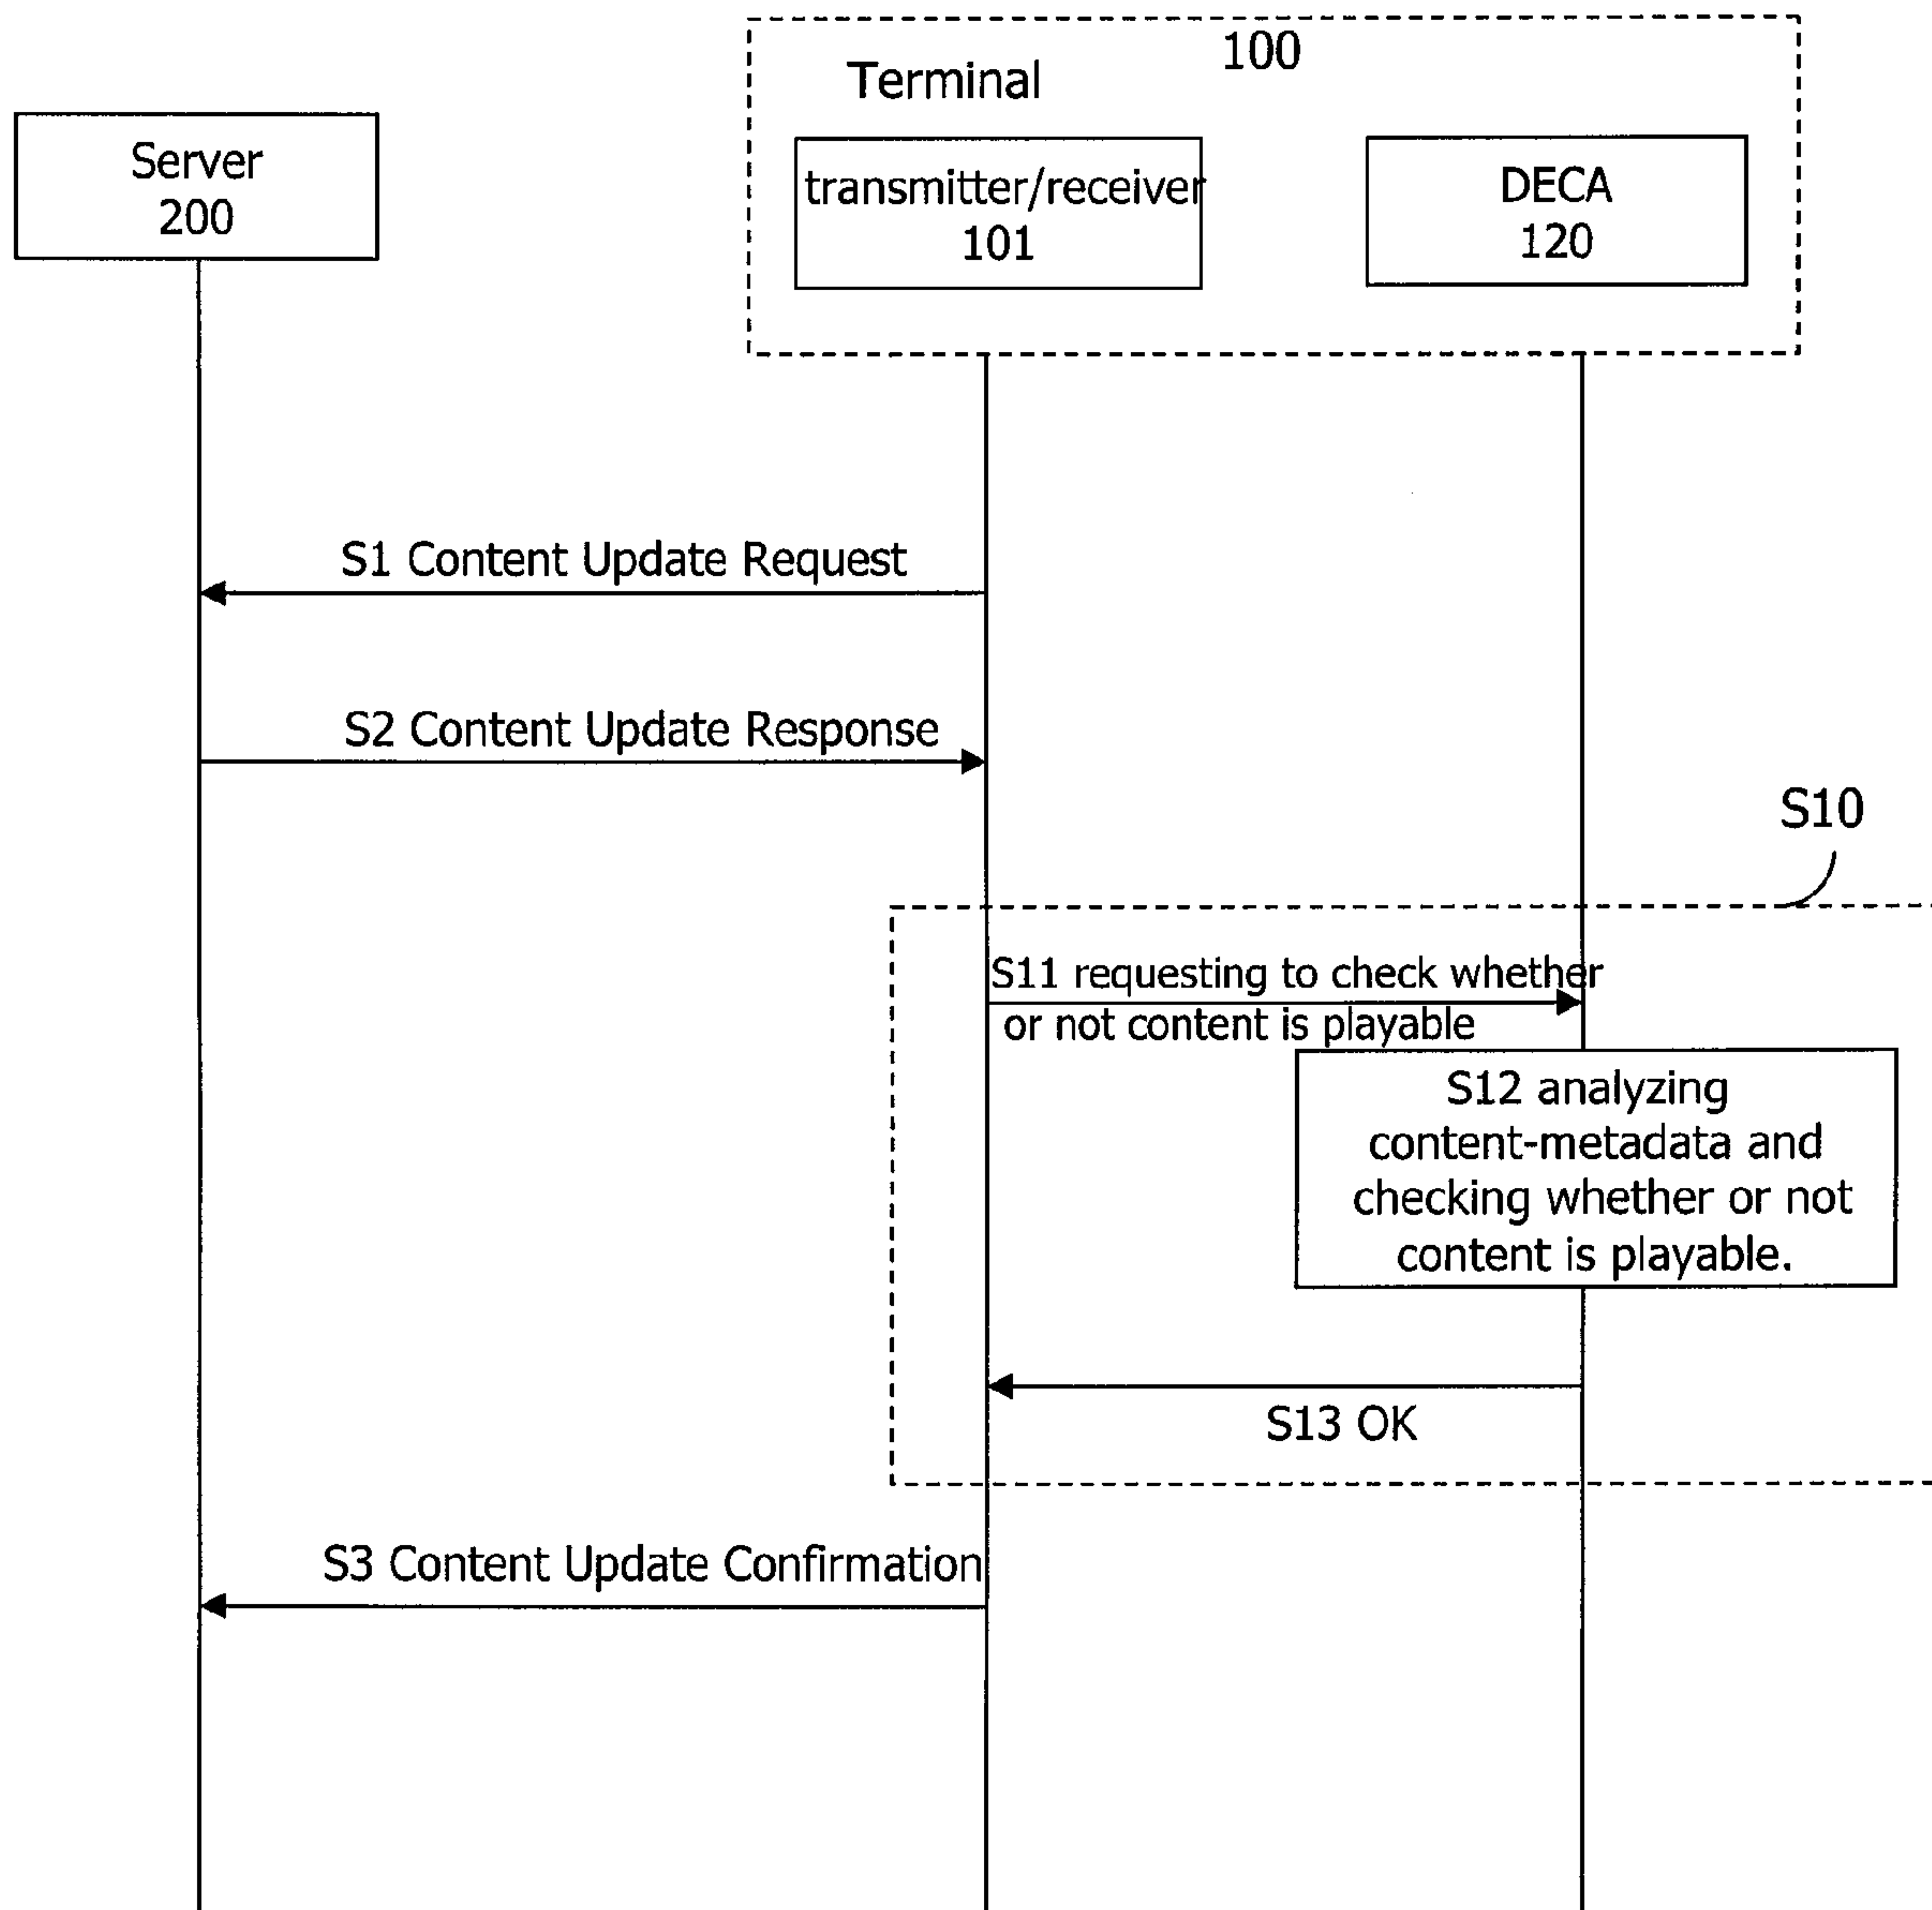 100
Terminal
Server
200
transmitter/receiver
101
DECA
120
S1 Content Update Request
S2 Content Update Response
S10
S11 requesting to check whether
or not content is playable
S12 analyzing
content-metadata and
checking whether or not
content is playable.
S13 OK
S3 Content Update Confirmation